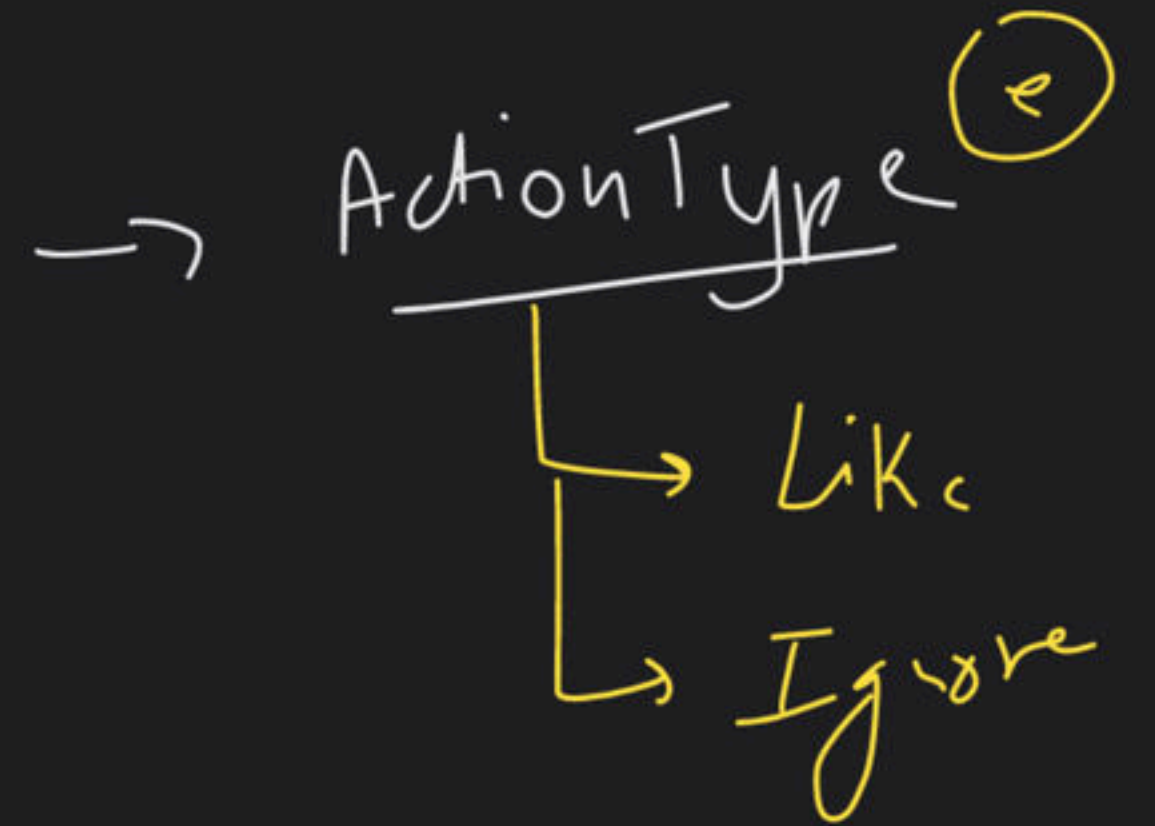 e
→ ActionType
→ Like
→ Ignore